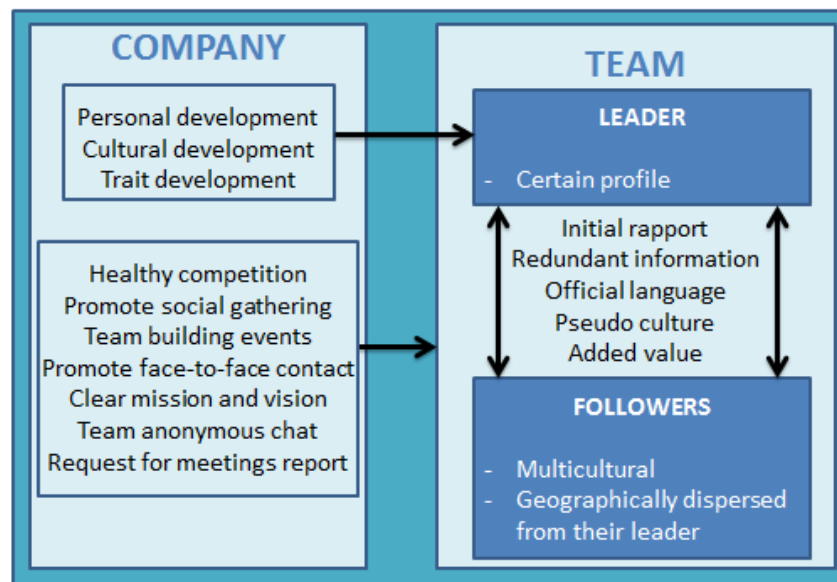 COMPANY
Personal development
Cultural development
Trait development
Healthy competition
Promote social gathering
Team building events
Promote face-to-face contact
Clear mission and vision
Team anonymous chat
Request for meetings report
TEAM
LEADER
- Certain profile
Initial rapport
Redundant information
Official language
Pseudo culture
Added value
FOLLOWERS
- Multicultural
- Geographically dispersed
from their leader